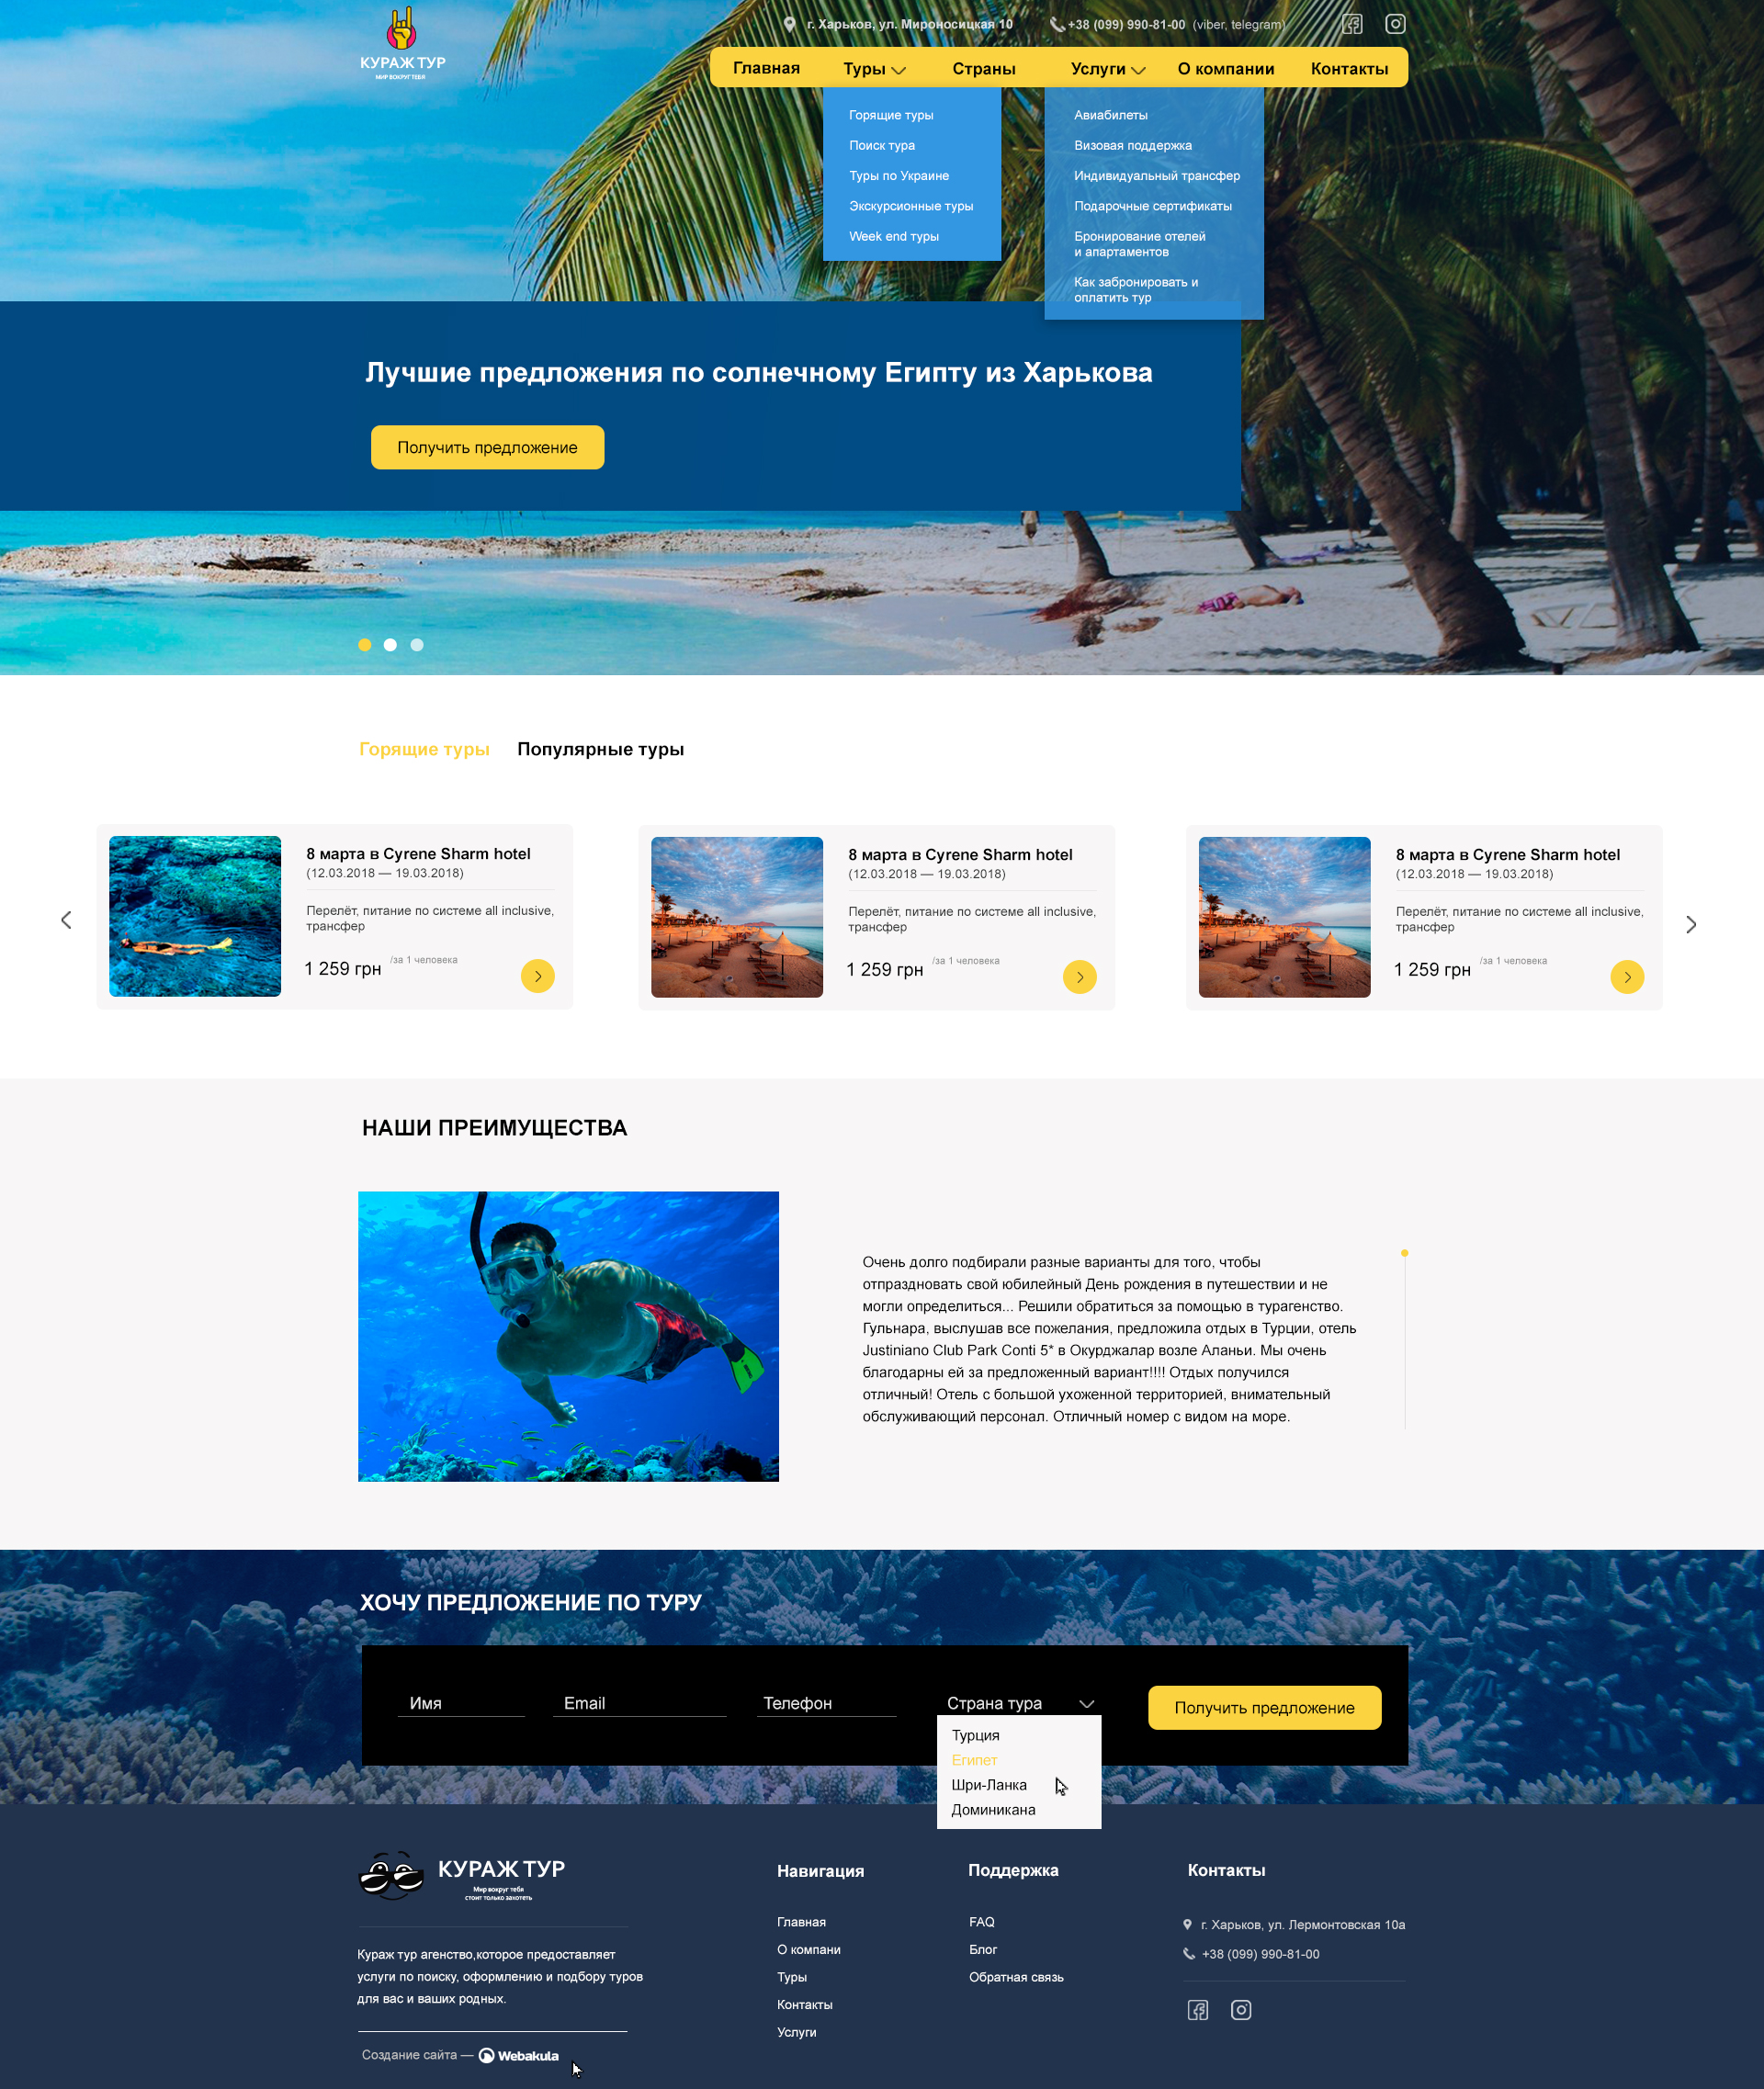 КУРАЖ ТУР
МИР ВОКРУГ ТЕБЯ
г. Харьков, ул. Мироносицкая 10
+38 (099) 990-81-00 (viber, telegram)
Главная Туры Страны Услуги О компании Контакты
Горящие туры
Поиск тура
Туры по Украине
Экскурсионные туры
Week end туры
Авиабилеты
Визовая поддержка
Индивидуальный трансфер
Подарочные сертификаты
Бронирование отелей
и апартаментов
Как забронировать и
оплатить тур
Лучшие предложения по солнечному Египту из Харькова
Получить предложение
Горящие туры Популярные туры
8 марта в Cyrene Sharm hotel
(12.03.2018 — 19.03.2018)
Перелёт, питание по системе all inclusive,
трансфер
1 259 грн /за 1 человека
8 марта в Cyrene Sharm hotel
(12.03.2018 — 19.03.2018)
Перелёт, питание по системе all inclusive,
трансфер
1 259 грн /за 1 человека
8 марта в Cyrene Sharm hotel
(12.03.2018 — 19.03.2018)
Перелёт, питание по системе all inclusive,
трансфер
1 259 грн /за 1 человека
НАШИ ПРЕИМУЩЕСТВА
Очень долго подбирали разные варианты для того, чтобы
отпраздновать свой юбилейный День рождения в путешествии и не
могли определиться... Решили обратиться за помощью в турагенство.
Гульнара, выслушав все пожелания, предложила отдых в Турции, отель
Justiniano Club Park Conti 5* в Окурджалар возле Аланьи. Мы очень
благодарны ей за предложенный вариант!!!! Отдых получился
отличный! Отель с большой ухоженной территорией, внимательный
обслуживающий персонал. Отличный номер с видом на море.
ХОЧУ ПРЕДЛОЖЕНИЕ ПО ТУРУ
Имя Email Телефон Страна тура Получить предложение
Турция
Египет
Шри-Ланка
Доминикана
КУРАЖ ТУР
Мир вокруг тебя
стоит только захотеть
Кураж тур агенство,которое предоставляет
услуги по поиску, оформлению и подбору туров
для вас и ваших родных.
Создание сайта — Webakula
Навигация
Главная
О компани
Туры
Контакты
Услуги
Поддержка
FAQ
Блог
Обратная связь
Контакты
г. Харьков, ул. Лермонтовская 10а
+38 (099) 990-81-00